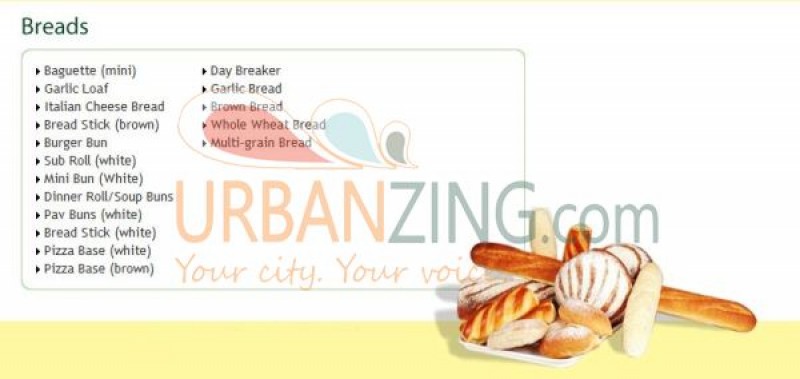 Breads
Baguette (mini)
Garlic Loaf
Italian Cheese Bread
Bread Stick (brown)
Burger Bun
Sub Roll (white)
Mini Bun (White)
Dinner Roll/Soup Buns
Pav Buns (white)
Bread Stick (white)
Pizza Base (white)
Pizza Base (brown)
Day Breaker
Garlic Bread
Brown Bread
Whole Wheat Bread
Multi-grain Bread
URBANZING.com
Your city. Your voice